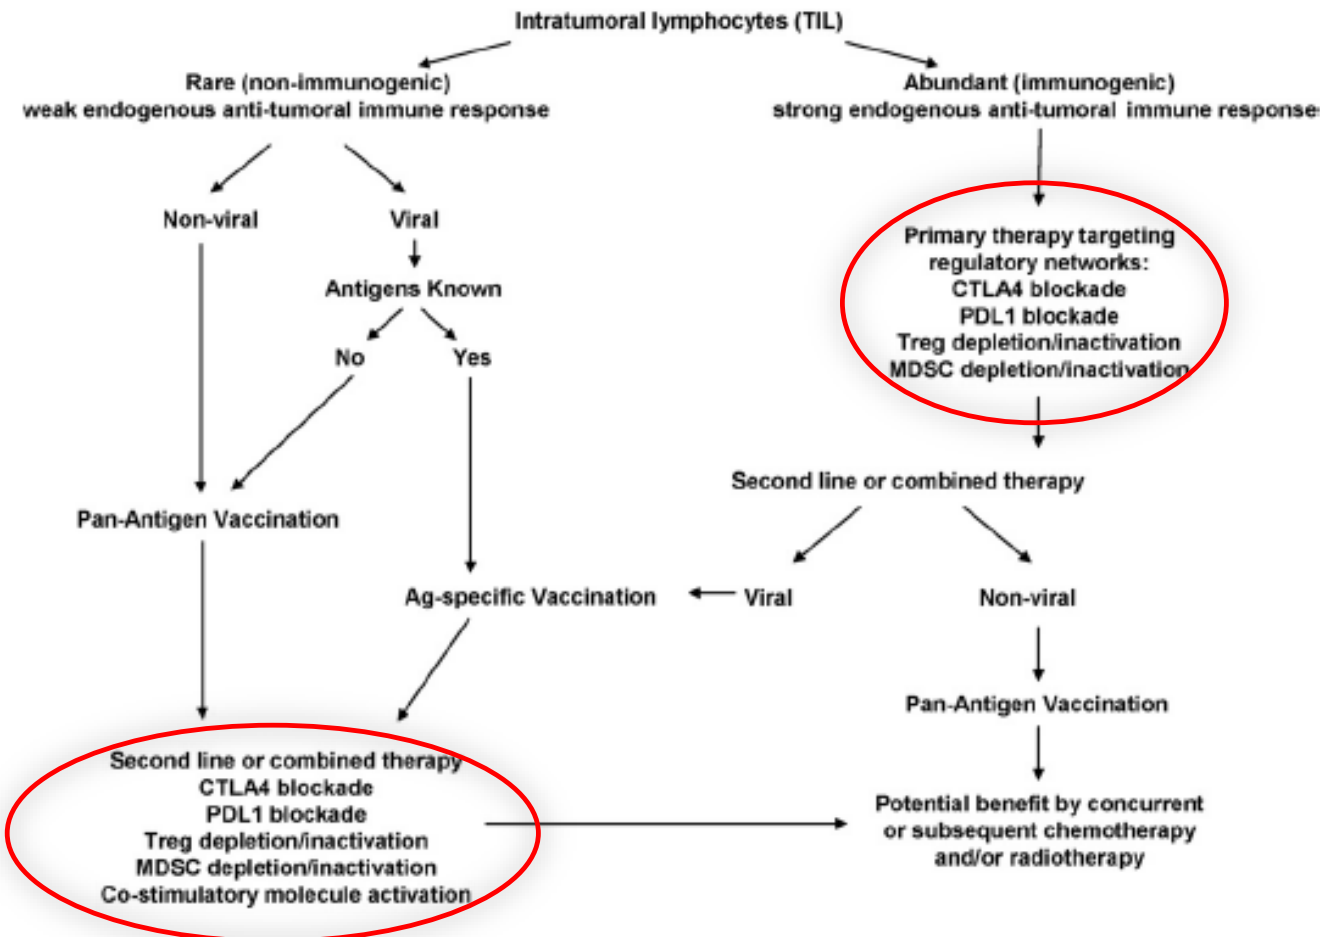 Intratumoral lymphocytes (TIL)
Rare (non-immunogenic)
weak endogenous anti-tumoral immune response
Abundant (immunogenic)
strong endogenous anti-tumoral immune response
Non-viral
Viral
Antigens Known
No
Yes
Primary therapy targeting
regulatory networks:
CTLA4 blockade
PDL1 blockade
Treg depletion/inactivation
MDSC depletion/inactivation
Second line or combined therapy
Pan-Antigen Vaccination
Ag-specific Vaccination
Viral
Non-viral
Pan-Antigen Vaccination
Second line or combined therapy
CTLA4 blockade
PDL1 blockade
Treg depletion/inactivation
MDSC depletion/inactivation
Co-stimulatory molecule activation
Potential benefit by concurrent
or subsequent chemotherapy
and/or radiotherapy